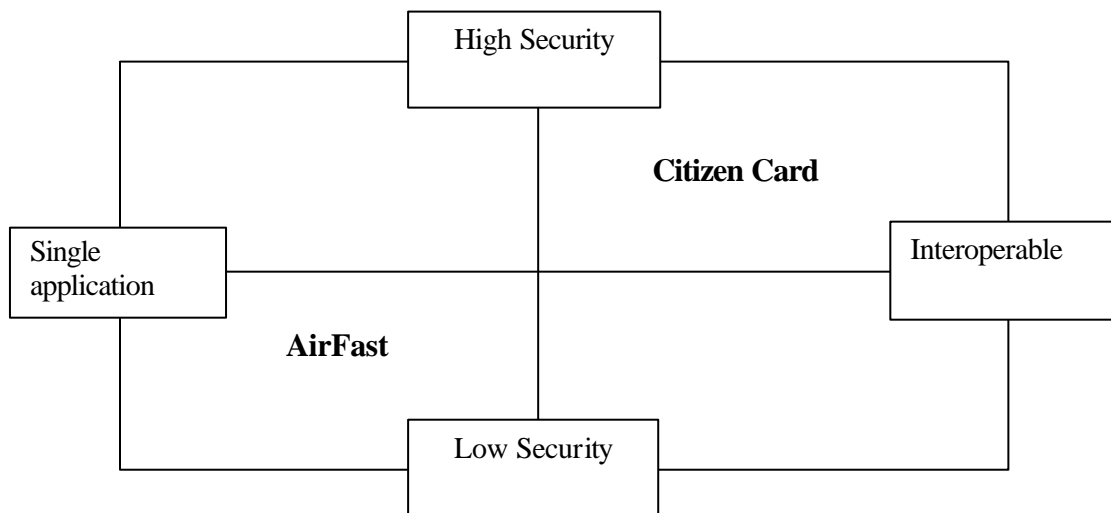 High Security
Citizen Card
Single
application
Interoperable
AirFast
Low Security